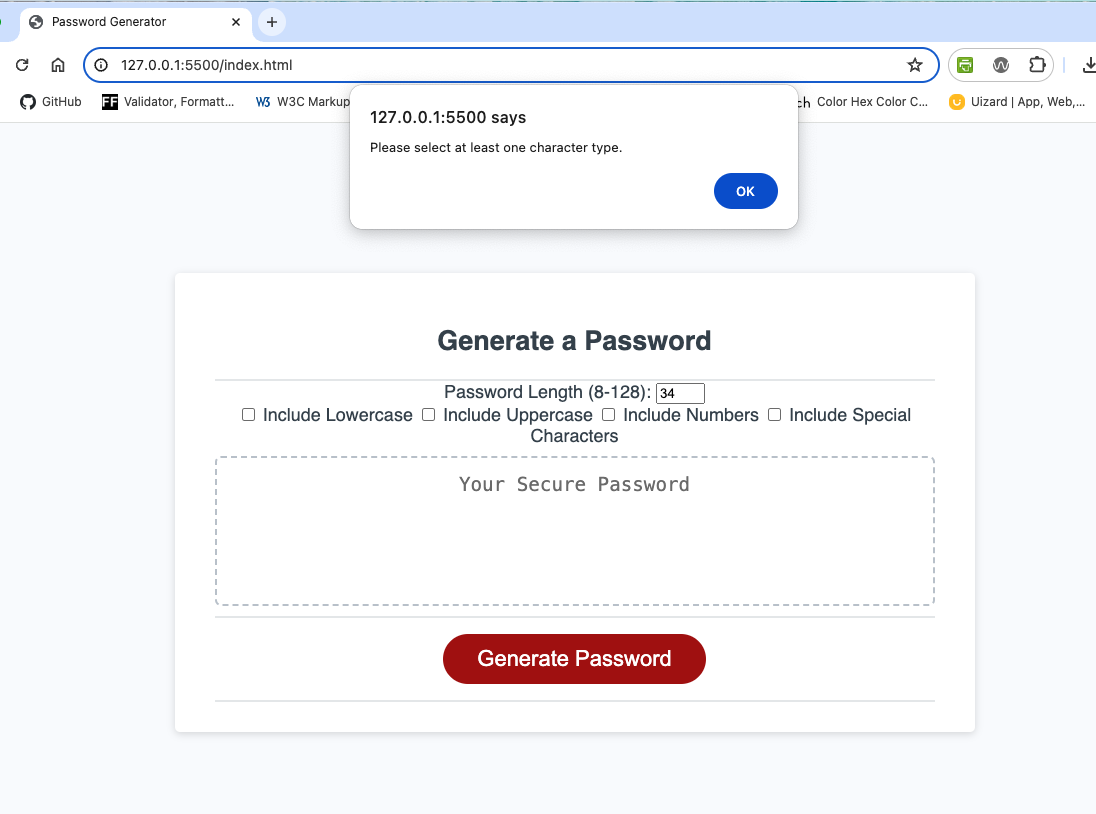 Password Generator
127.0.0.1:5500/index.html
GitHub FF Validator, Formatt... W3 W3C Markup ch Color Hex Color C... Uizard | App, Web,...
127.0.0.1:5500 says
Please select at least one character type.
OK
Generate a Password
Password Length (8-128): 34
Include Lowercase Include Uppercase Include Numbers Include Special
Characters
Your Secure Password
Generate Password